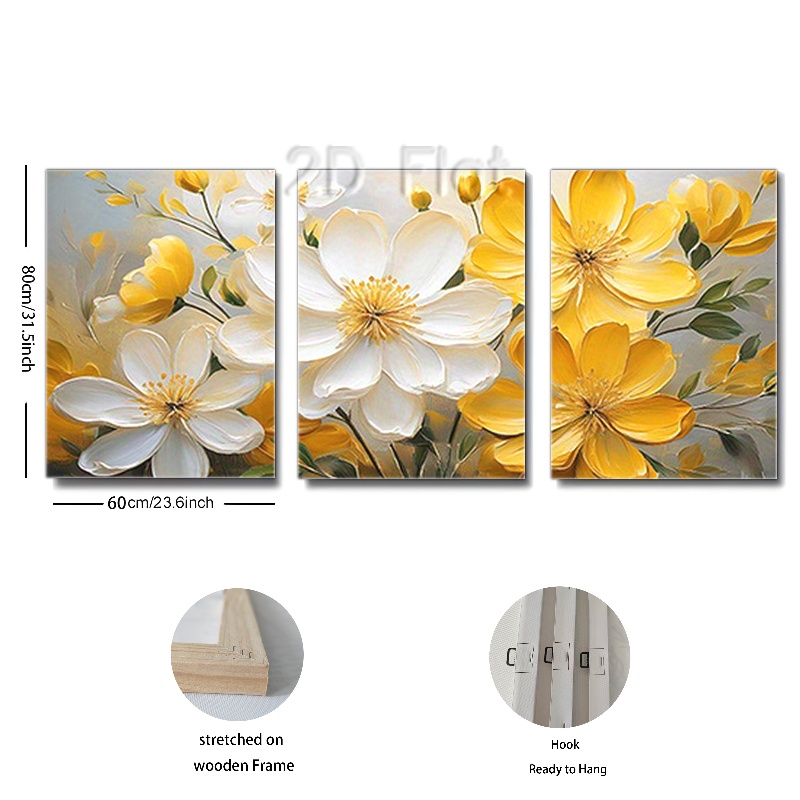 2D Flat
80cm/31.5inch
60cm/23.6inch
stretched on
wooden Frame
Hook
Ready to Hang